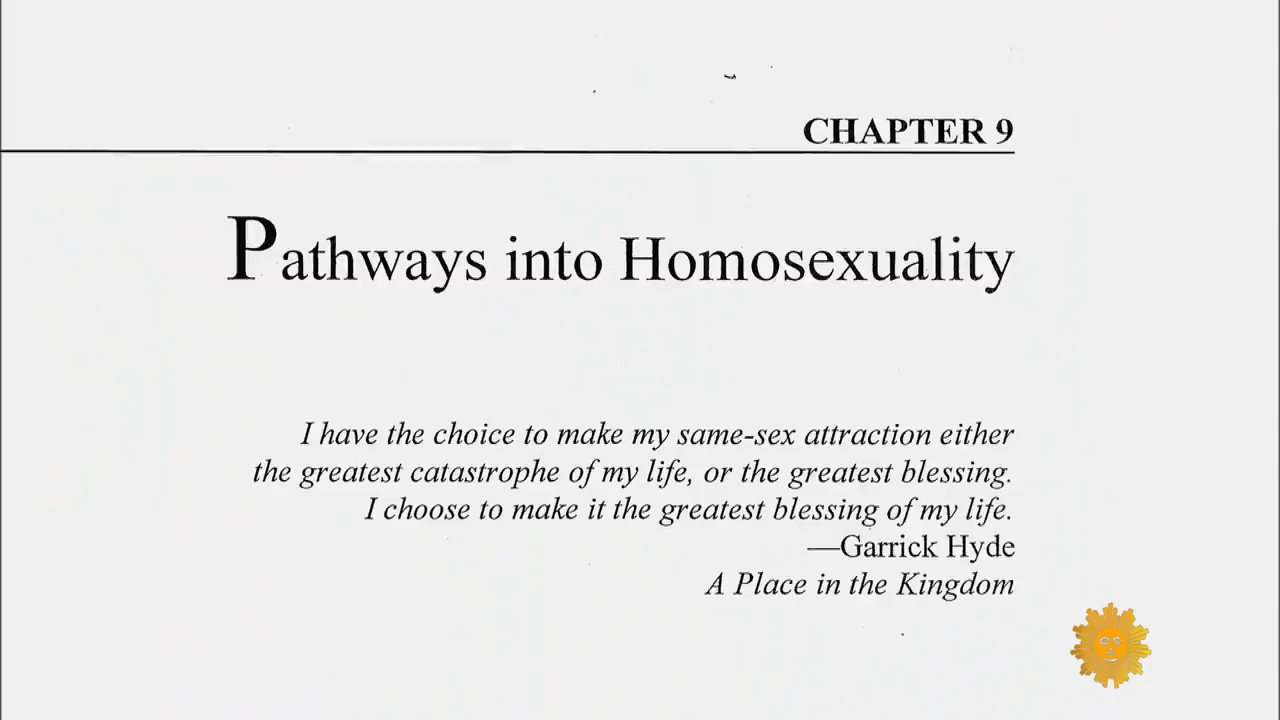 CHAPTER 9
Pathways into Homosexuality
I have the choice to make my same-sex attraction either
the greatest catastrophe of my life, or the greatest blessing.
I choose to make it the greatest blessing of my life.
—Garrick Hyde
A Place in the Kingdom